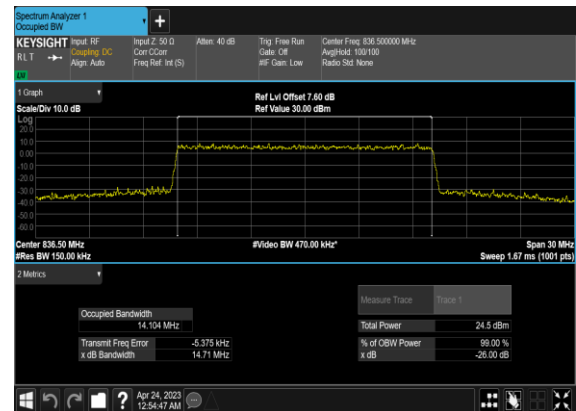 Spectrum Analyzer 1
Occupied BW
KEYSIGHT Input: RF Input Z: 50 Ω Atten: 40 dB Trig: Free Run Center Freq: 836.500000 MHz
RLT Coupling: DC Corr CCorr Gate: Off Avg|Hold: 100/100
Align: Auto Freq Ref: Int (S) #IF Gain: Low Radio Std: None
LW
1 Graph
Ref Lvl Offset 7.60 dB
Scale/Div 10.0 dB Ref Value 30.00 dBm
Log
20.0
10.0
0.00
-10.0
-20.0
-30.0
-40.0
-50.0
-60.0
Center 836.50 MHz #Video BW 470.00 kHz* Span 30 MHz
#Res BW 150.00 kHz Sweep 1.67 ms (1001 pts)
2 Metrics
Measure Trace Trace 1
Occupied Bandwidth
14.104 MHz Total Power 24.5 dBm
Transmit Freq Error -5.375 kHz % of OBW Power 99.00 %
x dB Bandwidth 14.71 MHz x dB -26.00 dB
? Apr 24, 2023
12:54:47 AM